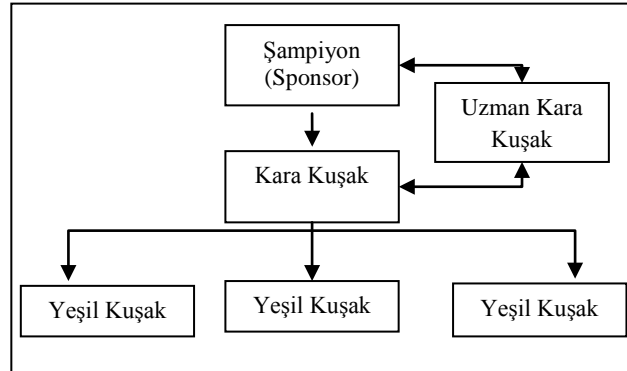 Şampiyon
(Sponsor)
Uzman Kara
Kuşak
Kara Kuşak
Yeşil Kuşak
Yeşil Kuşak
Yeşil Kuşak